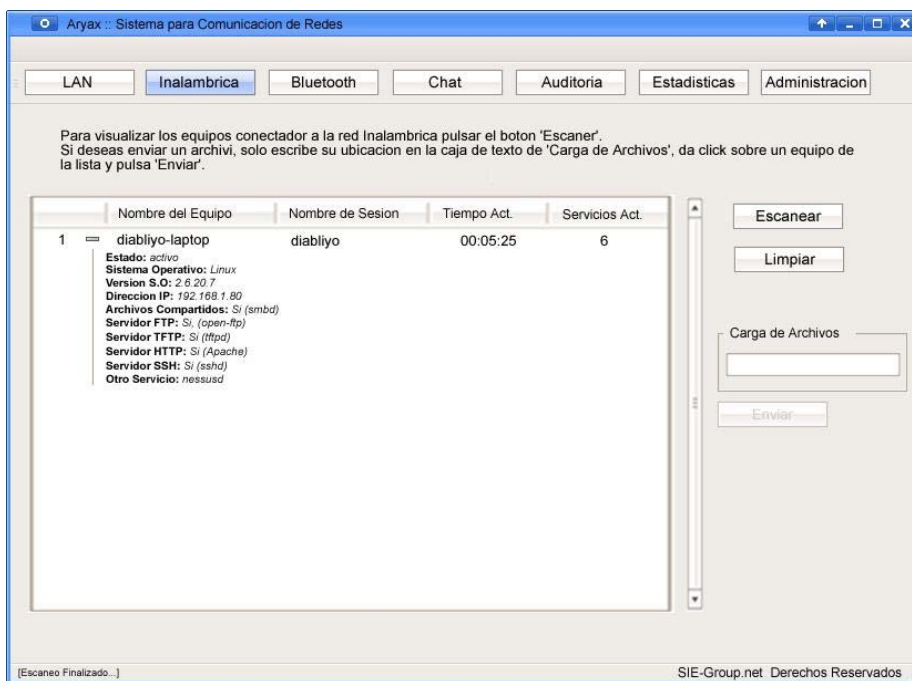 Aryax :: Sistema para Comunicacion de Redes
LAN Inalambrica Bluetooth Chat Auditoria Estadisticas Administracion
Para visualizar los equipos conectador a la red Inalambrica pulsar el boton 'Escaner'.
Si deseas enviar un archivi, solo escribe su ubicacion en la caja de texto de 'Carga de Archivos', da click sobre un equipo de
la lista y pulsa 'Enviar'.
Nombre del Equipo Nombre de Sesion Tiempo Act. Servicios Act.
1 diabliyo-laptop diabliyo 00:05:25 6
Estado: activo
Sistema Operativo: Linux
Version S.O: 2.6.20.7
Direccion IP: 192.168.1.80
Archivos Compartidos: Si (smbd)
Servidor FTP: Si, (open-ftp)
Servidor TFTP: Si (tftpd)
Servidor HTTP: Si (Apache)
Servidor SSH: Si (sshd)
Otro Servicio: nessusd
Escanear
Limpiar
Carga de Archivos
Enviar
[Escaneo Finalizado...]
SIE-Group.net Derechos Reservados